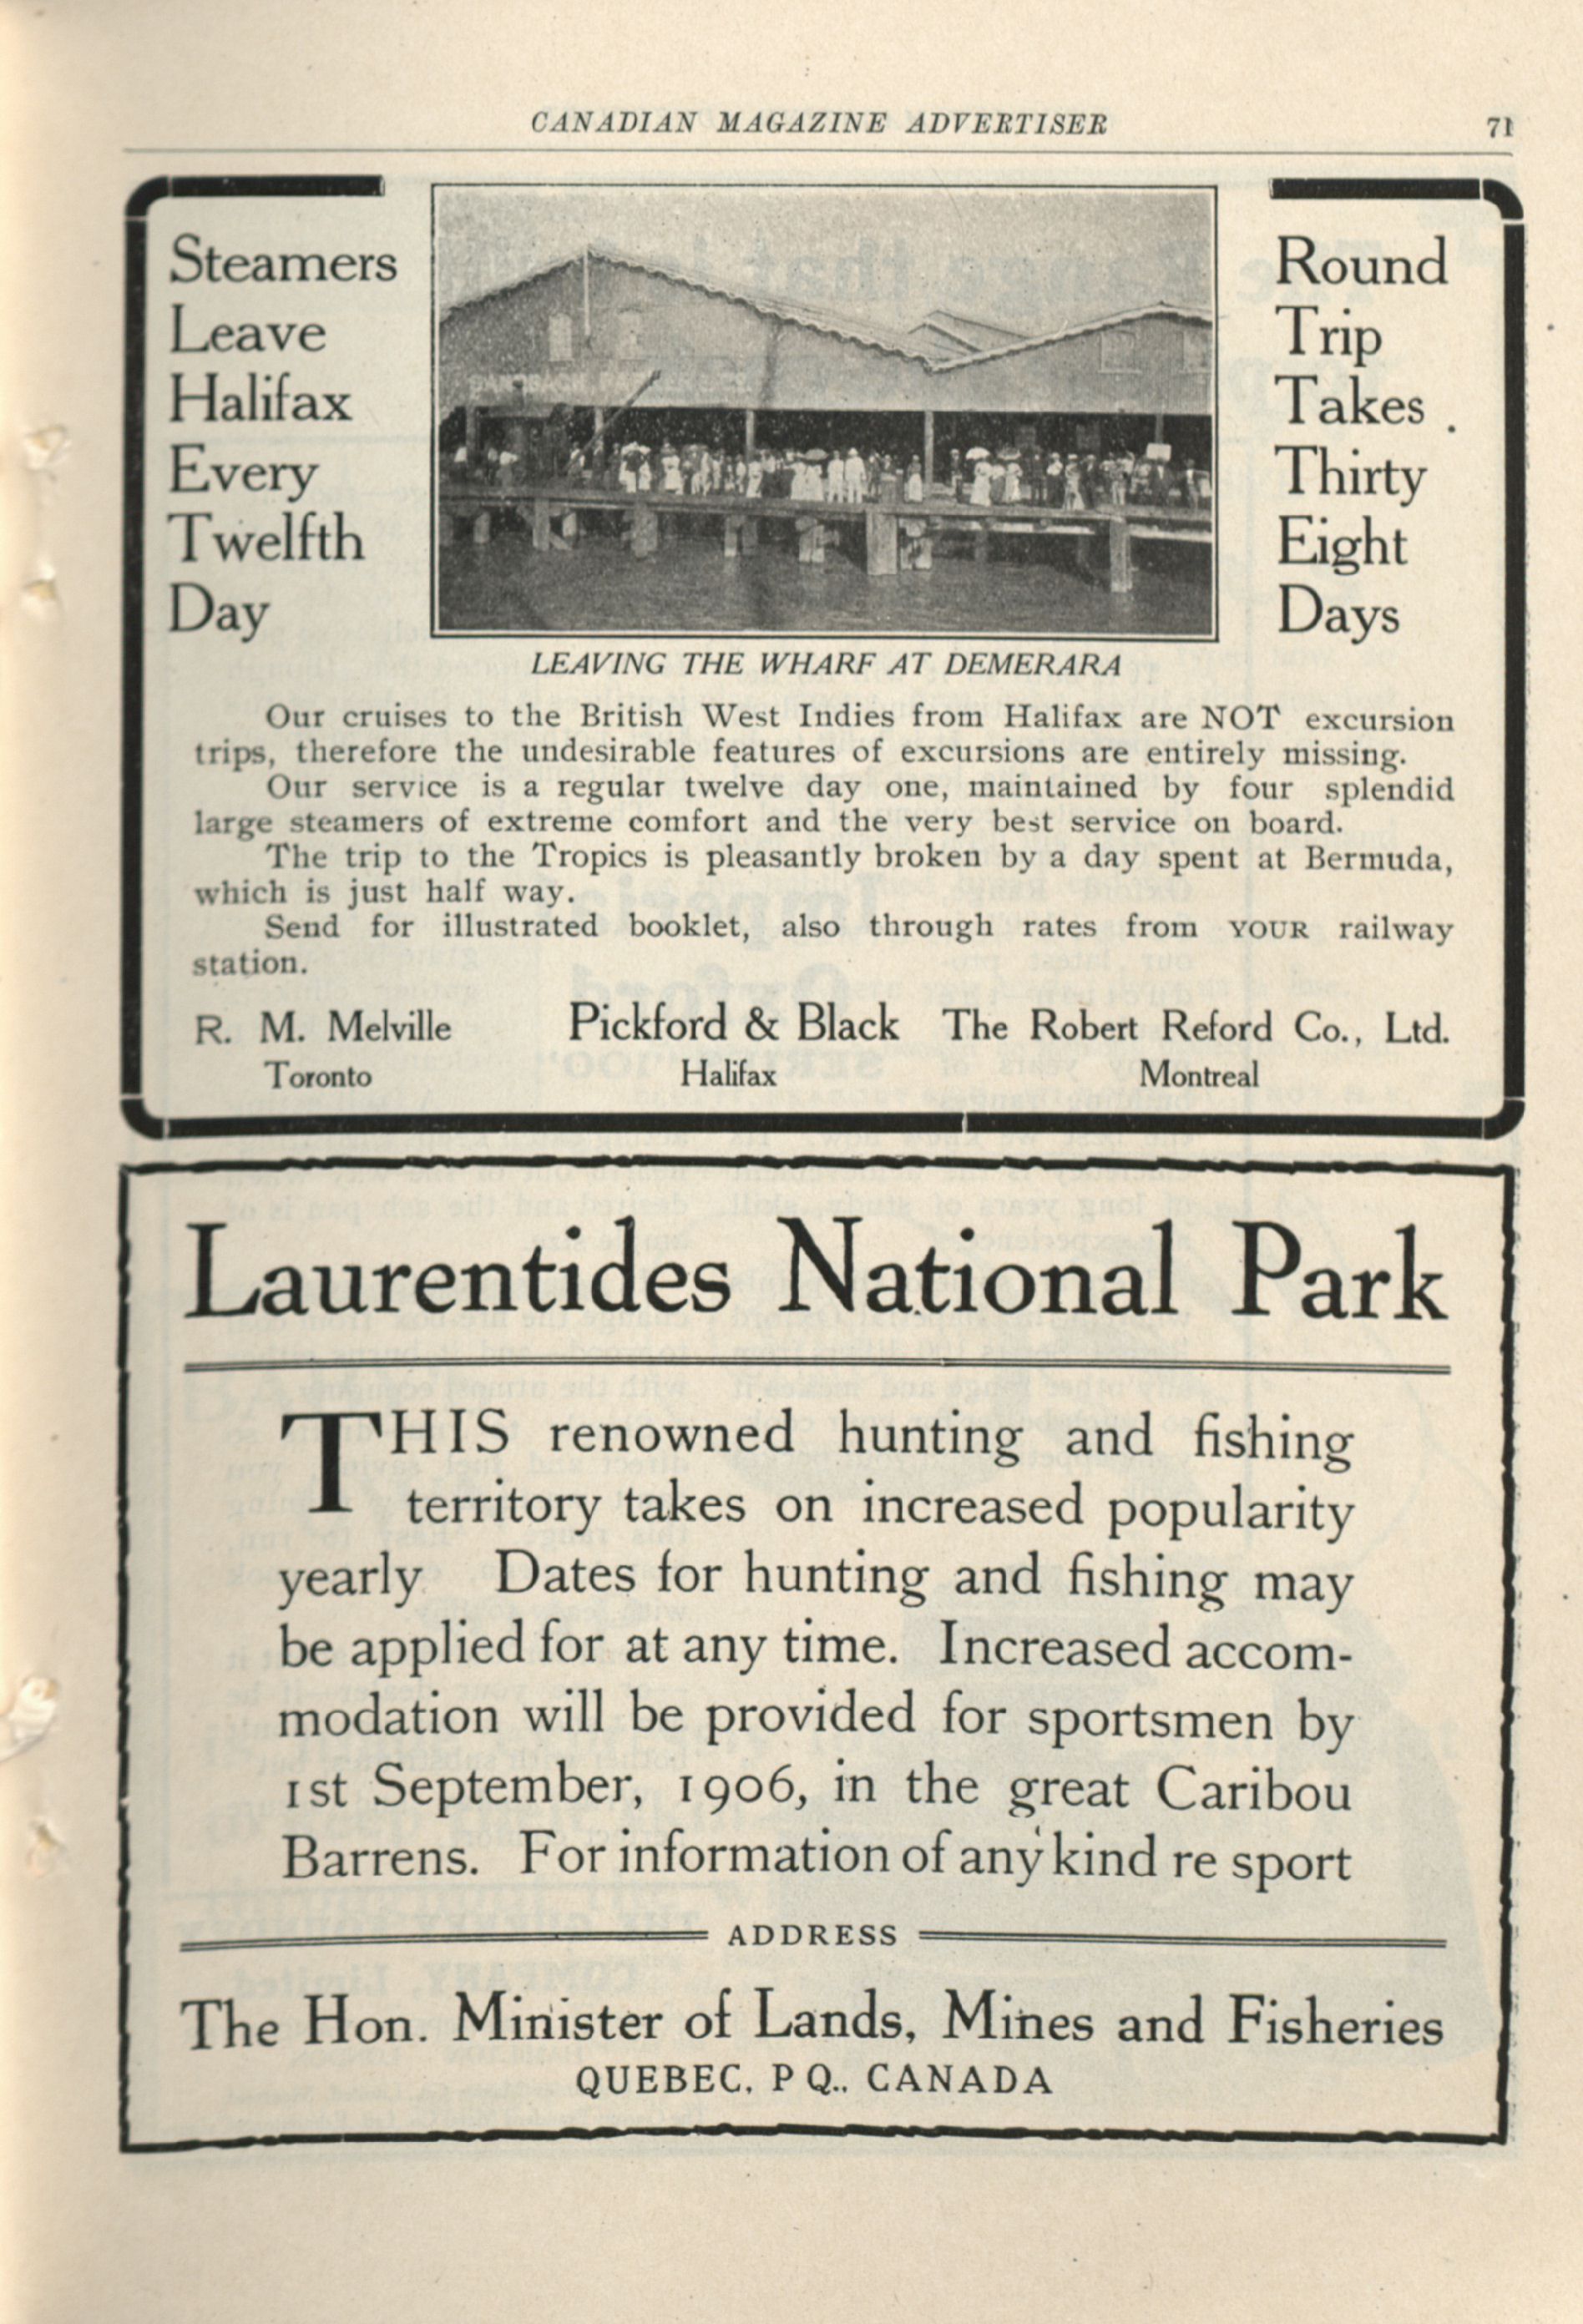 CANADIAN MAGAZINE ADVERTISER 71
Steamers
Leave
Halifax
Every
Twelfth
Day
Round
Trip
Takes
Thirty
Eight
Days
LEAVING THE WHARF AT DEMERARA
Our cruises to the British West Indies from Halifax are NOT excursion
trips, therefore the undesirable features of excursions are entirely missing.
Our service is a regular twelve day one, maintained by four splendid
large steamers of extreme comfort and the very best service on board.
The trip to the Tropics is pleasantly broken by a day spent at Bermuda,
which is just half way.
Send for illustrated booklet, also through rates from YOUR railway
station.
R. M. Melville Pickford & Black The Robert Reford Co., Ltd.
Toronto Halifax Montreal
Laurentides National Park
THIS renowned hunting and fishing
territory takes on increased popularity
yearly Dates for hunting and fishing may
be applied for at any time. Increased accom-
modation will be provided for sportsmen by
1st September, 1906, in the great Caribou
Barrens. For information of any kind re sport
ADDRESS
The Hon. Minister of Lands, Mines and Fisheries
QUEBEC, P Q., CANADA